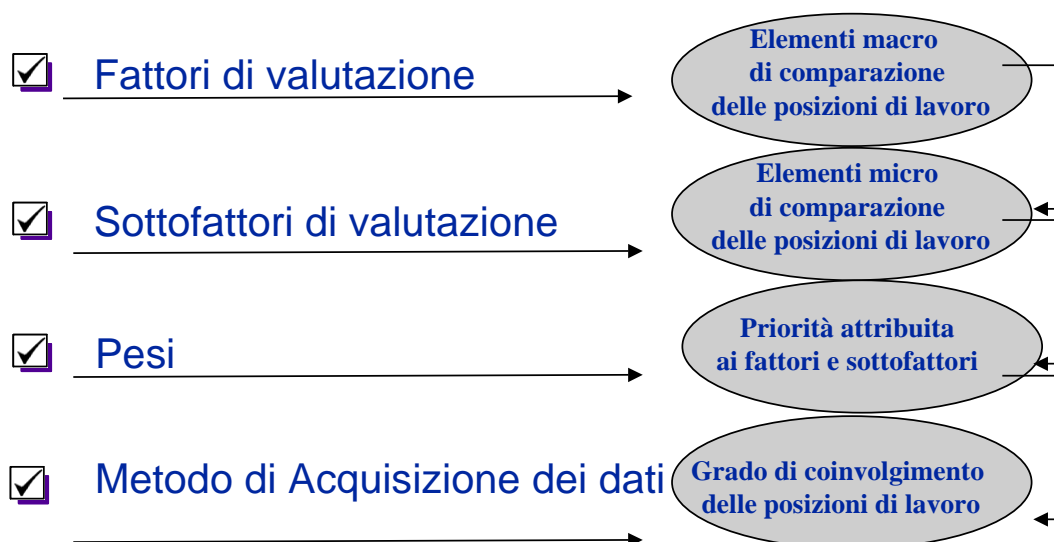 Fattori di valutazione
Elementi macro
di comparazione
delle posizioni di lavoro
Sottofattori di valutazione
Elementi micro
di comparazione
delle posizioni di lavoro
Pesi
Priorità attribuita
ai fattori e sottofattori
Metodo di Acquisizione dei dati
Grado di coinvolgimento
delle posizioni di lavoro